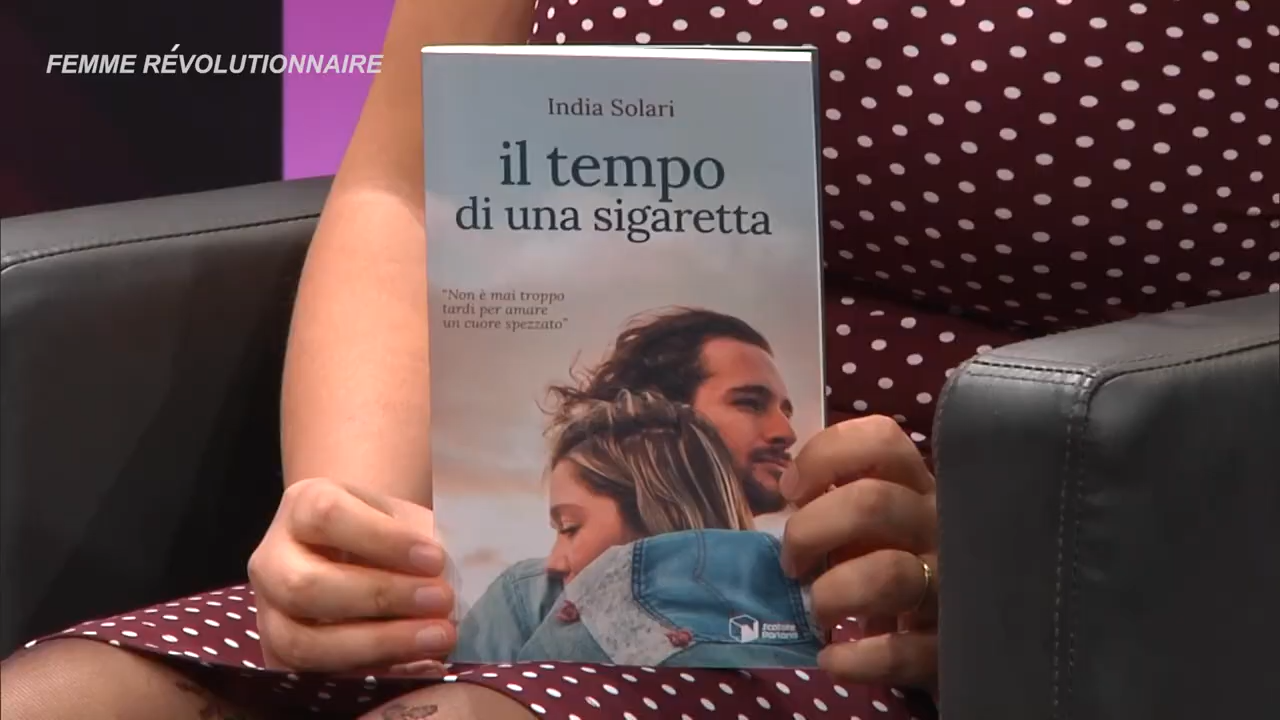 FEMME RÉVOLUTIONNAIRE
India Solari
il tempo
di una sigaretta
"Non è mai troppo
tardi per amare
un cuore spezzato"